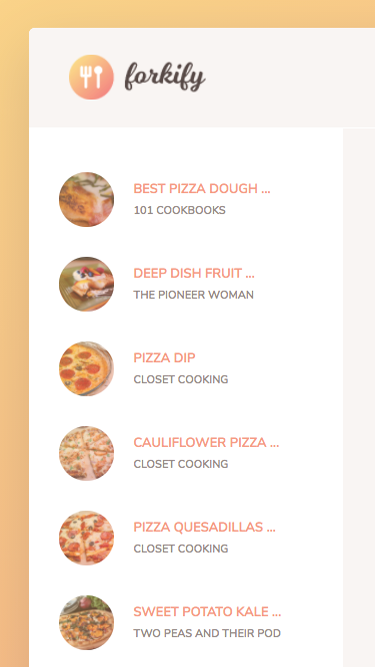 forkify
BEST PIZZA DOUGH ...
101 COOKBOOKS
DEEP DISH FRUIT ...
THE PIONEER WOMAN
PIZZA DIP
CLOSET COOKING
CAULIFLOWER PIZZA ...
CLOSET COOKING
PIZZA QUESADILLAS ...
CLOSET COOKING
SWEET POTATO KALE ...
TWO PEAS AND THEIR POD